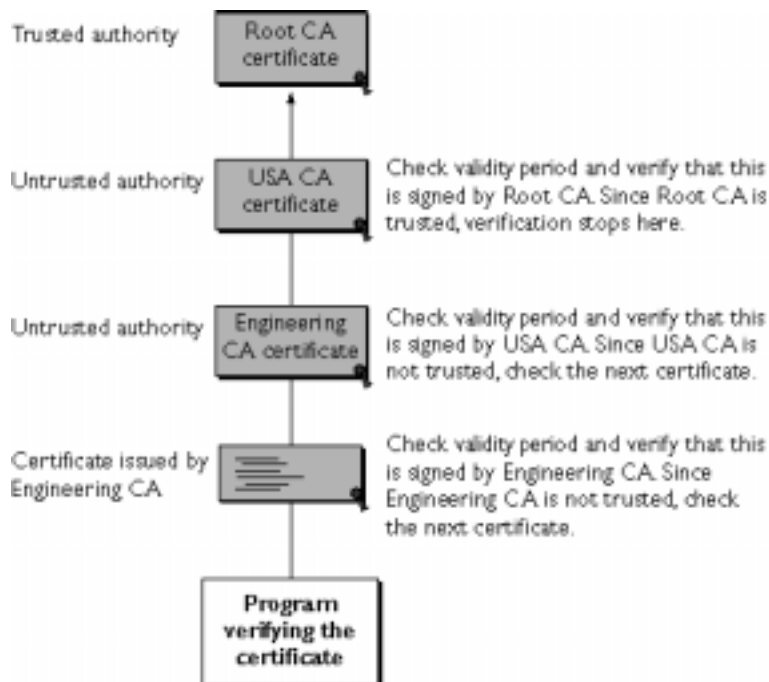 Trusted authority
Root CA
certificate
Untrusted authority
USA CA
certificate
Check validity period and verify that this
is signed by Root CA. Since Root CA is
trusted, verification stops here.
Untrusted authority
Engineering
CA certificate
Check validity period and verify that this
is signed by USA CA. Since USA CA is
not trusted, check the next certificate.
Certificate issued by
Engineering CA
Check validity period and verify that this
is signed by Engineering CA. Since
Engineering CA is not trusted, check
the next certificate.
Program
verifying the
certificate